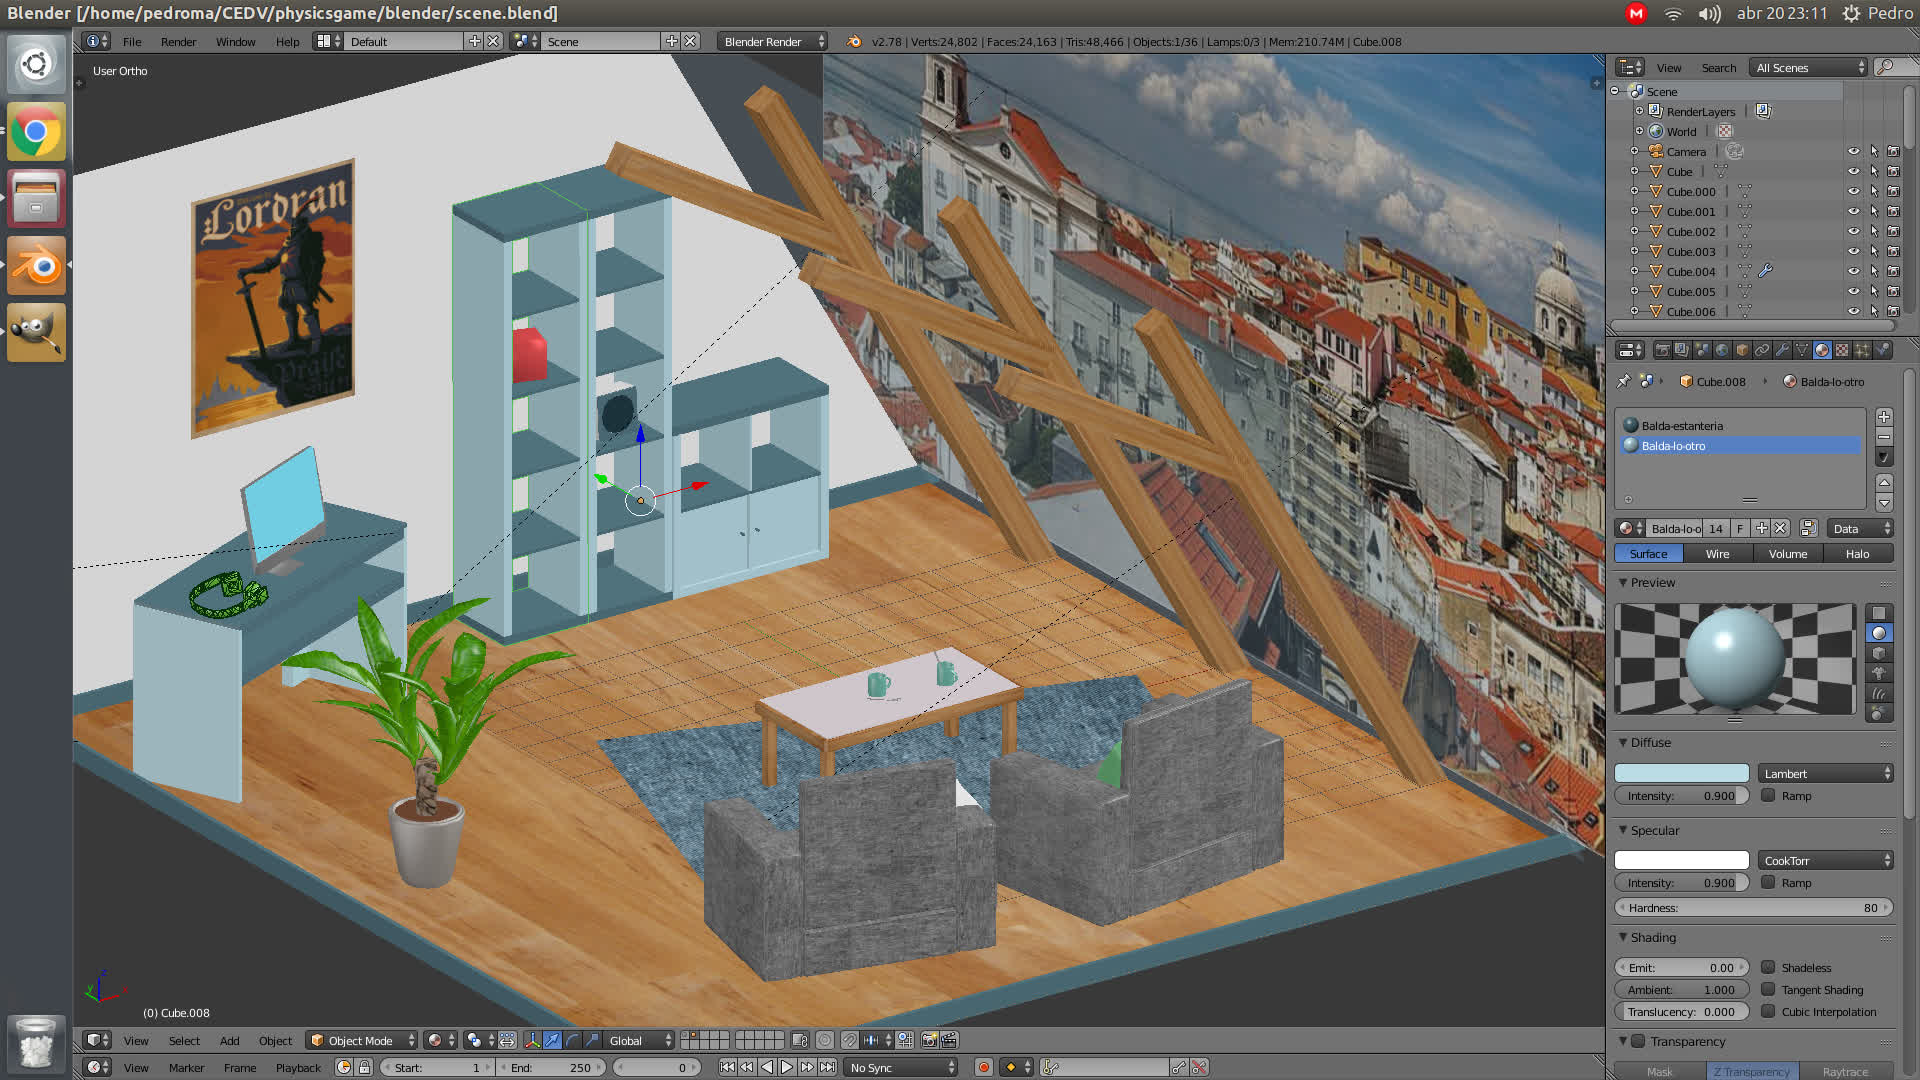 Blender [/home/pedroma/CEDV/physicsgame/blender/scene.blend]
abr 20 23:11 Pedro
File Render Window Help Default Scene Blender Render v2.78 | Verts:24,802 | Faces:24,163 | Tris:48,466 | Objects:1/36 | Lamps:0/3 | Mem:210.74M | Cube.008
User Ortho
View Search All Scenes
Scene
RenderLayers
World
Camera
Cube
Cube.000
Cube.001
Cube.002
Cube.003
Cube.004
Cube.005
Cube.006
Lordran
Praise
Cube.008 Balda-lo-otro
Balda-estanteria
Balda-lo-otro
Balda-lo-o 14 F Data
Surface Wire Volume Halo
Preview
Diffuse
Lambert
Intensity: 0.900 Ramp
Specular
CookTorr
Intensity: 0.900 Ramp
Hardness: 80
Shading
Emit: 0.00 Shadeless
Ambient: 1.000 Tangent Shading
Translucency: 0.000 Cubic Interpolation
Transparency
Mask Z Transparency Raytrace
z
y
(0) Cube.008
View Select Add Object Object Mode Global
View Marker Frame Playback Start: 1 End: 250 0 No Sync